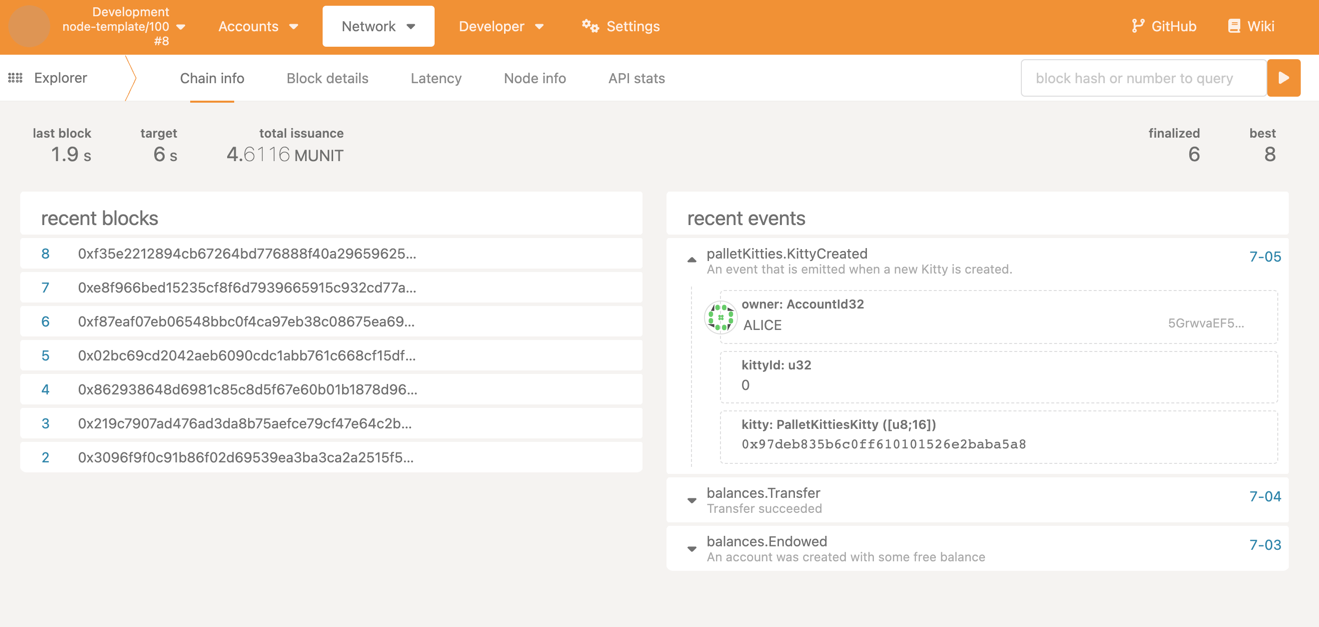 Development
node-template/100
#8
Accounts
Network
Developer
Settings
GitHub
Wiki
Explorer
Chain info
Block details
Latency
Node info
API stats
block hash or number to query
last block
1.9 s
target
6 s
total issuance
4.6116 MUNIT
finalized
6
best
8
recent blocks
8 0xf35e2212894cb67264bd776888f40a29659625...
7 0xe8f966bed15235cf8f6d7939665915c932cd77a...
6 0xf87eaf07eb06548bbc0f4ca97eb38c08675ea69...
5 0x02bc69cd2042aeb6090cdc1abb761c668cf15df...
4 0x862938648d6981c85c8d5f67e60b01b1878d96...
3 0x219c7907ad476ad3da8b75aefce79cf47e64c2b...
2 0x3096f9f0c91b86f02d69539ea3ba3ca2a2515f5...
recent events
palletKitties.KittyCreated 7-05
An event that is emitted when a new Kitty is created.
owner: AccountId32
ALICE 5GrwvaEF5...
kittyId: u32
0
kitty: PalletKittiesKitty ([u8;16])
0x97deb835b6c0ff610101526e2baba5a8
balances.Transfer 7-04
Transfer succeeded
balances.Endowed 7-03
An account was created with some free balance